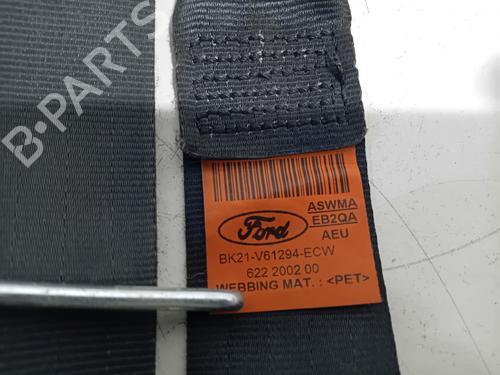 B-PARTS
ASWMA
EB2QA
AEU
Ford
BK21-V61294-ECW
622 2002 00
WEBBING MAT. : <PET>